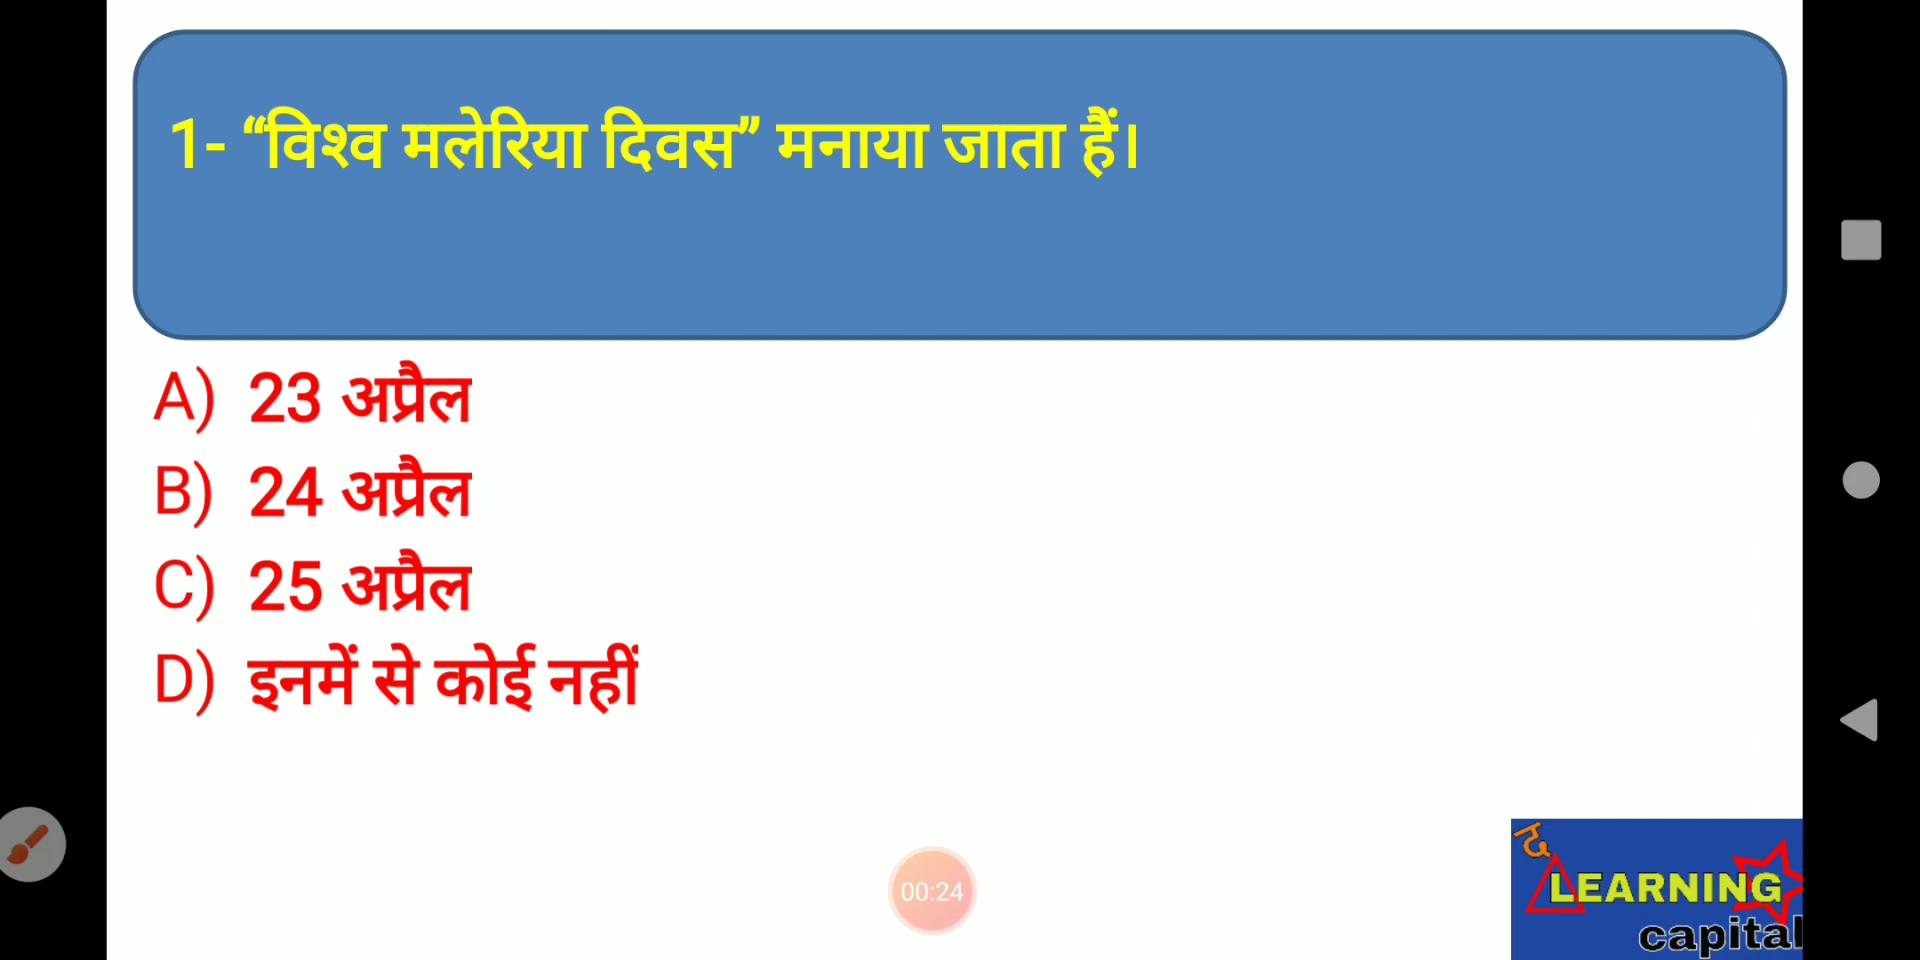 1- “विश्व मलेरिया दिवस” मनाया जाता हैं।
A) 23 अप्रैल
B) 24 अप्रैल
C) 25 अप्रैल
D) इनमें से कोई नहीं
00:24
द
LEARNING
capital